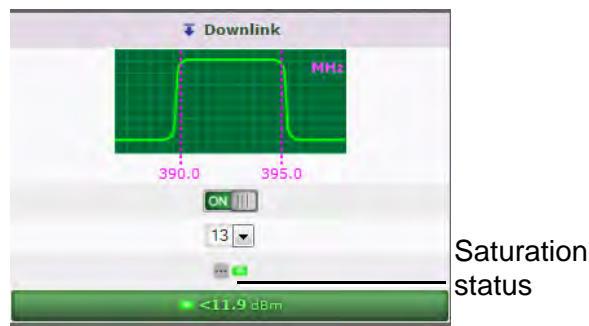 Downlink
MHz
390.0 395.0
ON
13
Saturation
status
<11.9 dBm